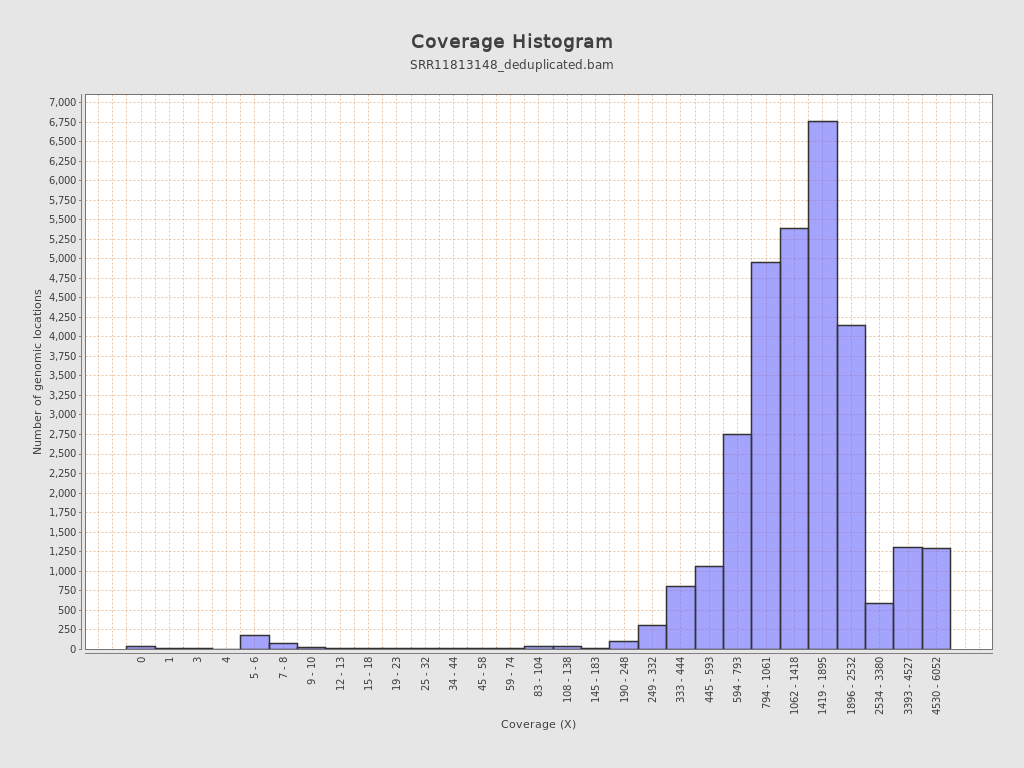 Coverage Histogram
SRR11813148_deduplicated.bam
Number of genomic locations
7,000
6,750
6,500
6,250
6,000
5,750
5,500
5,250
5,000
4,750
4,500
4,250
4,000
3,750
3,500
3,250
3,000
2,750
2,500
2,250
2,000
1,750
1,500
1,250
1,000
750
500
250
0
0
1
3
4
5 - 6
7 - 8
9 - 10
12 - 13
15 - 18
19 - 23
25 - 32
34 - 44
45 - 58
59 - 74
83 - 104
108 - 138
145 - 183
190 - 248
249 - 332
333 - 444
445 - 593
594 - 793
794 - 1061
1062 - 1418
1419 - 1895
1896 - 2532
2534 - 3380
3393 - 4527
4530 - 6052
Coverage (X)